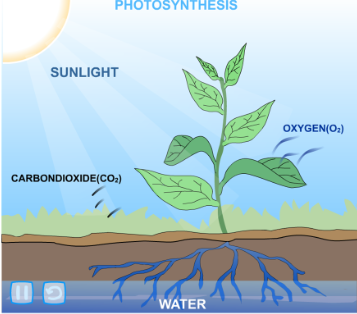 PHOTOSYNTHESIS
SUNLIGHT
OXYGEN(O₂)
CARBONDIOXIDE(CO₂)
WATER